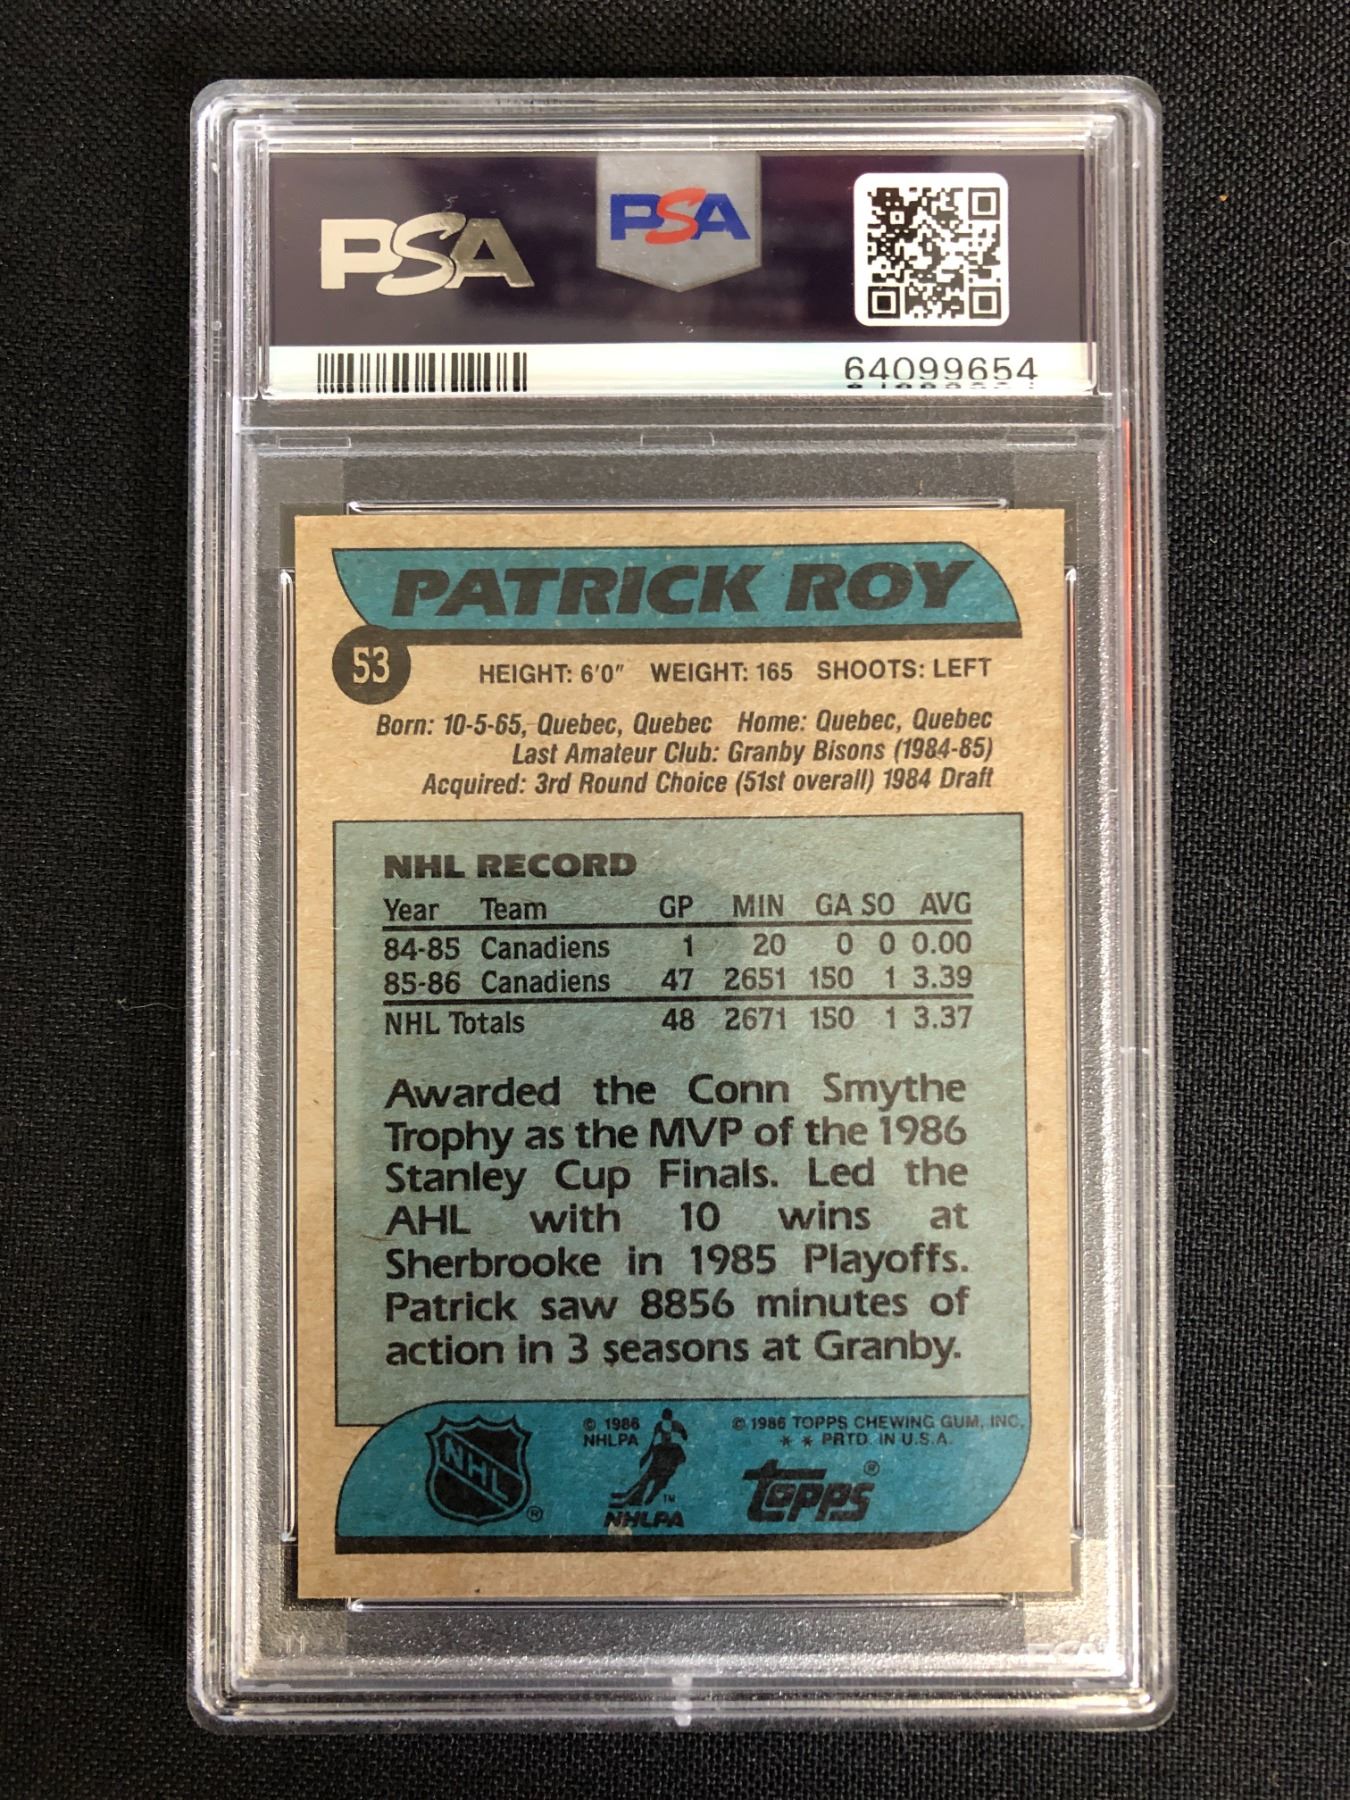 PSA
PSA
64099654
PATRICK ROY
53
HEIGHT: 6'0" WEIGHT: 165 SHOOTS: LEFT
Born: 10-5-65, Quebec, Quebec Home: Quebec, Quebec
Last Amateur Club: Granby Bisons (1984-85)
Acquired: 3rd Round Choice (51st overall) 1984 Draft
NHL RECORD
Year Team GP MIN GA SO AVG
84-85 Canadiens 1 20 0 0 0.00
85-86 Canadiens 47 2651 150 1 3.39
NHL Totals 48 2671 150 1 3.37
Awarded the Conn Smythe
Trophy as the MVP of the 1986
Stanley Cup Finals. Led the
AHL with 10 wins at
Sherbrooke in 1985 Playoffs.
Patrick saw 8856 minutes of
action in 3 seasons at Granby.
NHL ®
© 1986
NHLPA
TM
NHLPA
© 1986 TOPPS CHEWING GUM, INC.
* * PRTD. IN U.S.A.
topps ®
PSA